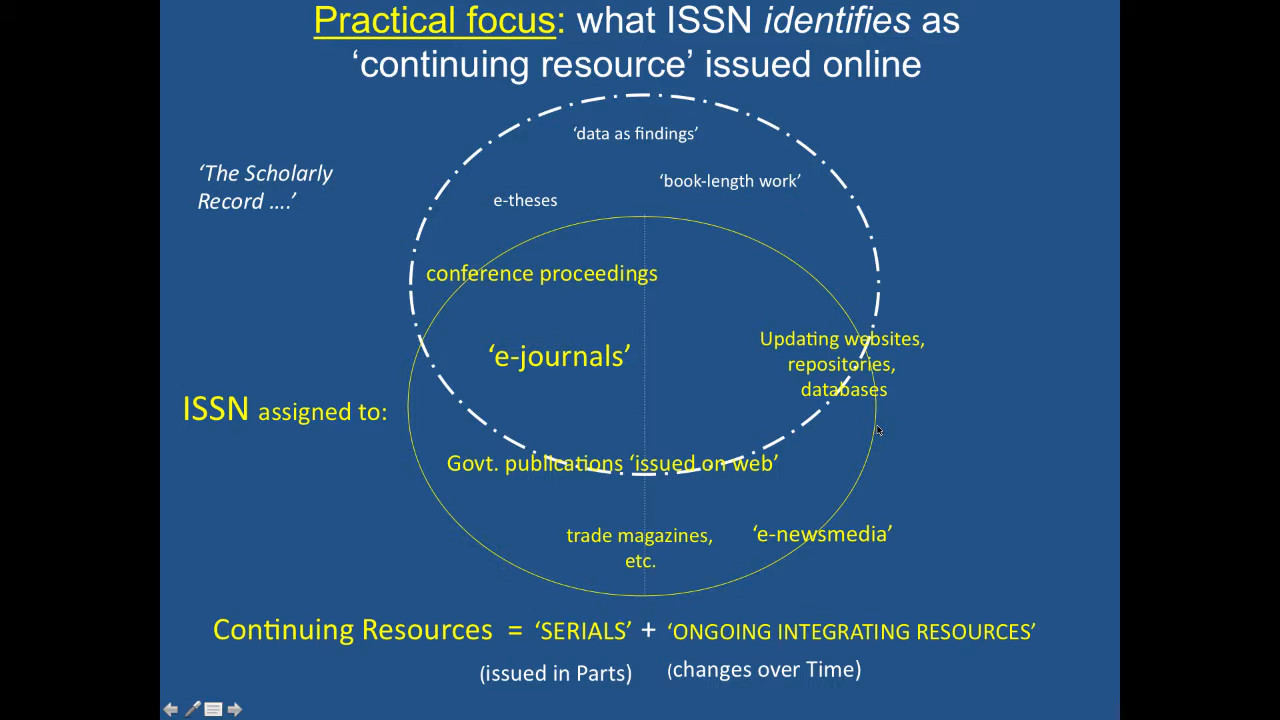 Practical focus: what ISSN identifies as
‘continuing resource’ issued online
‘data as findings’
‘The Scholarly
Record ....’
‘book-length work’
e-theses
conference proceedings
‘e-journals’
Updating websites,
repositories,
databases
ISSN assigned to:
Govt. publications ‘issued on web’
trade magazines,
etc.
‘e-newsmedia’
Continuing Resources = ‘SERIALS’ + ‘ONGOING INTEGRATING RESOURCES’
(issued in Parts) (changes over Time)